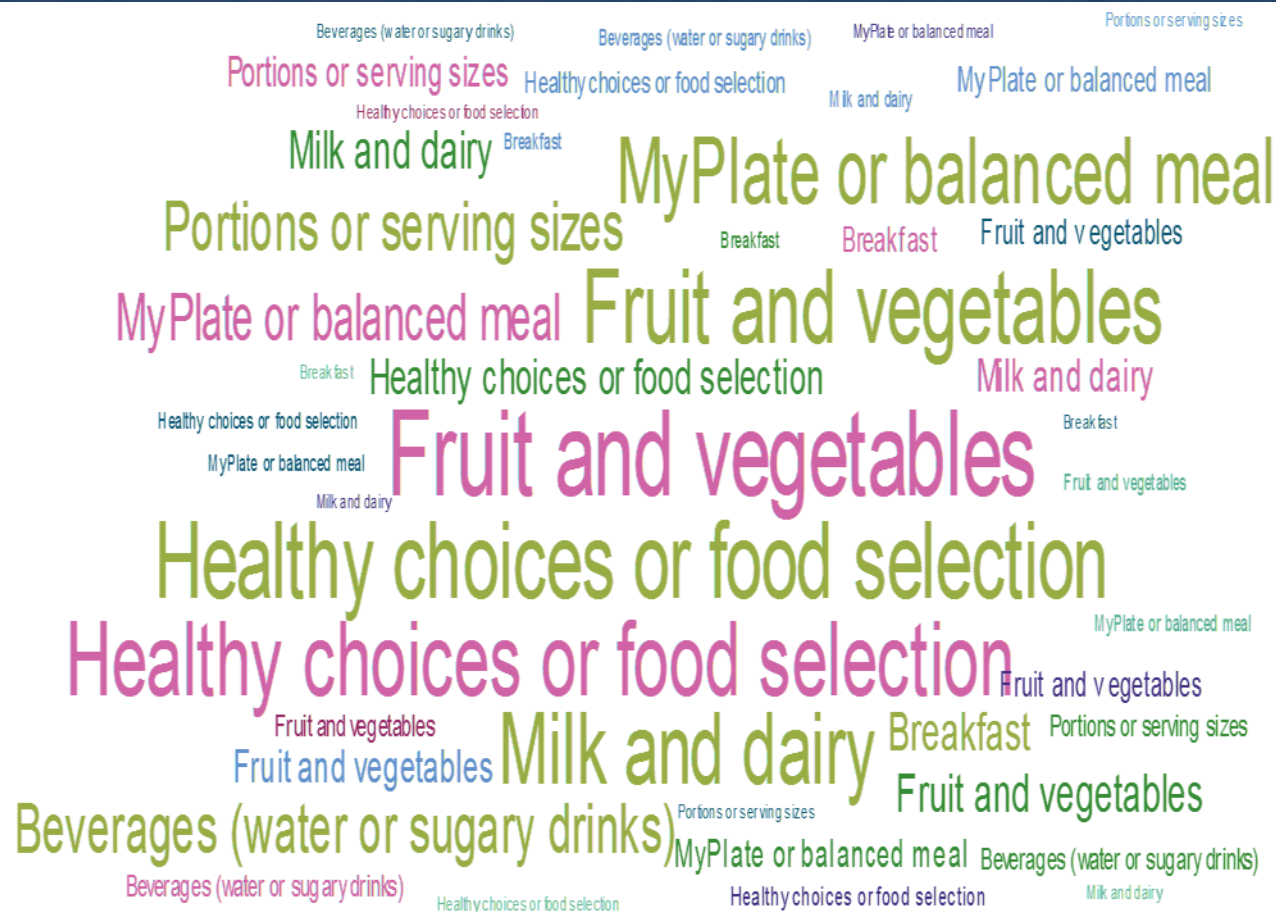 Portions or serving sizes
Beverages (water or sugary drinks)
Beverages (water or sugary drinks)
MyPlate or balanced meal
Portions or serving sizes
Healthy choices or food selection
MyPlate or balanced meal
Milk and dairy
Healthy choices or food selection
Milk and dairy
Breakfast
MyPlate or balanced meal
Portions or serving sizes
Breakfast
Breakfast
Fruit and vegetables
MyPlate or balanced meal
Fruit and vegetables
Breakfast
Healthy choices or food selection
Milk and dairy
Healthy choices or food selection
Fruit and vegetables
Breakfast
MyPlate or balanced meal
Fruit and vegetables
Milk and dairy
Healthy choices or food selection
MyPlate or balanced meal
Healthy choices or food selection
Fruit and vegetables
Fruit and vegetables
Milk and dairy
Breakfast
Portions or serving sizes
Fruit and vegetables
Fruit and vegetables
Beverages (water or sugary drinks)
Portions or serving sizes
MyPlate or balanced meal
Beverages (water or sugary drinks)
Beverages (water or sugary drinks)
Healthy choices or food selection
Healthy choices or food selection
Milk and dairy